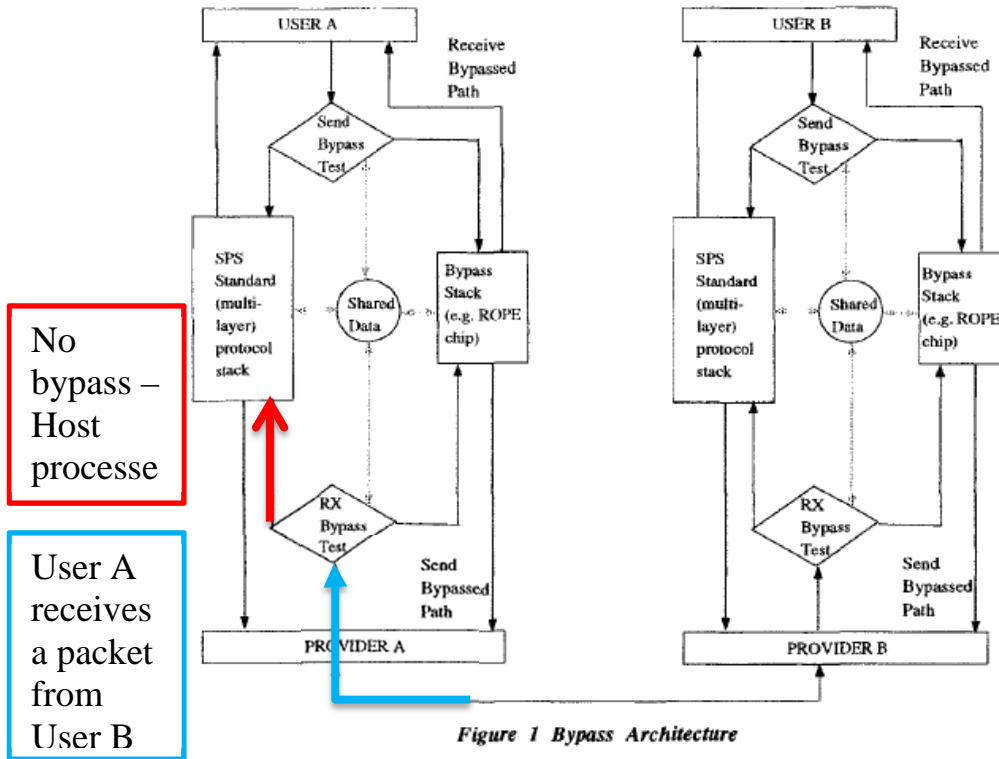 USER A
Receive
Bypassed
Path
Send
Bypass
Test
SPS
Standard
(multi-
layer)
protocol
stack
Shared
Data
Bypass
Stack
(e.g. ROPE
chip)
RX
Bypass
Test
Send
Bypassed
Path
PROVIDER A
USER B
Receive
Bypassed
Path
Send
Bypass
Test
SPS
Standard
(multi-
layer)
protocol
stack
Shared
Data
Bypass
Stack
(e.g. ROPE
chip)
RX
Bypass
Test
Send
Bypassed
Path
PROVIDER B
No
bypass –
Host
processe
User A
receives
a packet
from
User B
Figure 1 Bypass Architecture